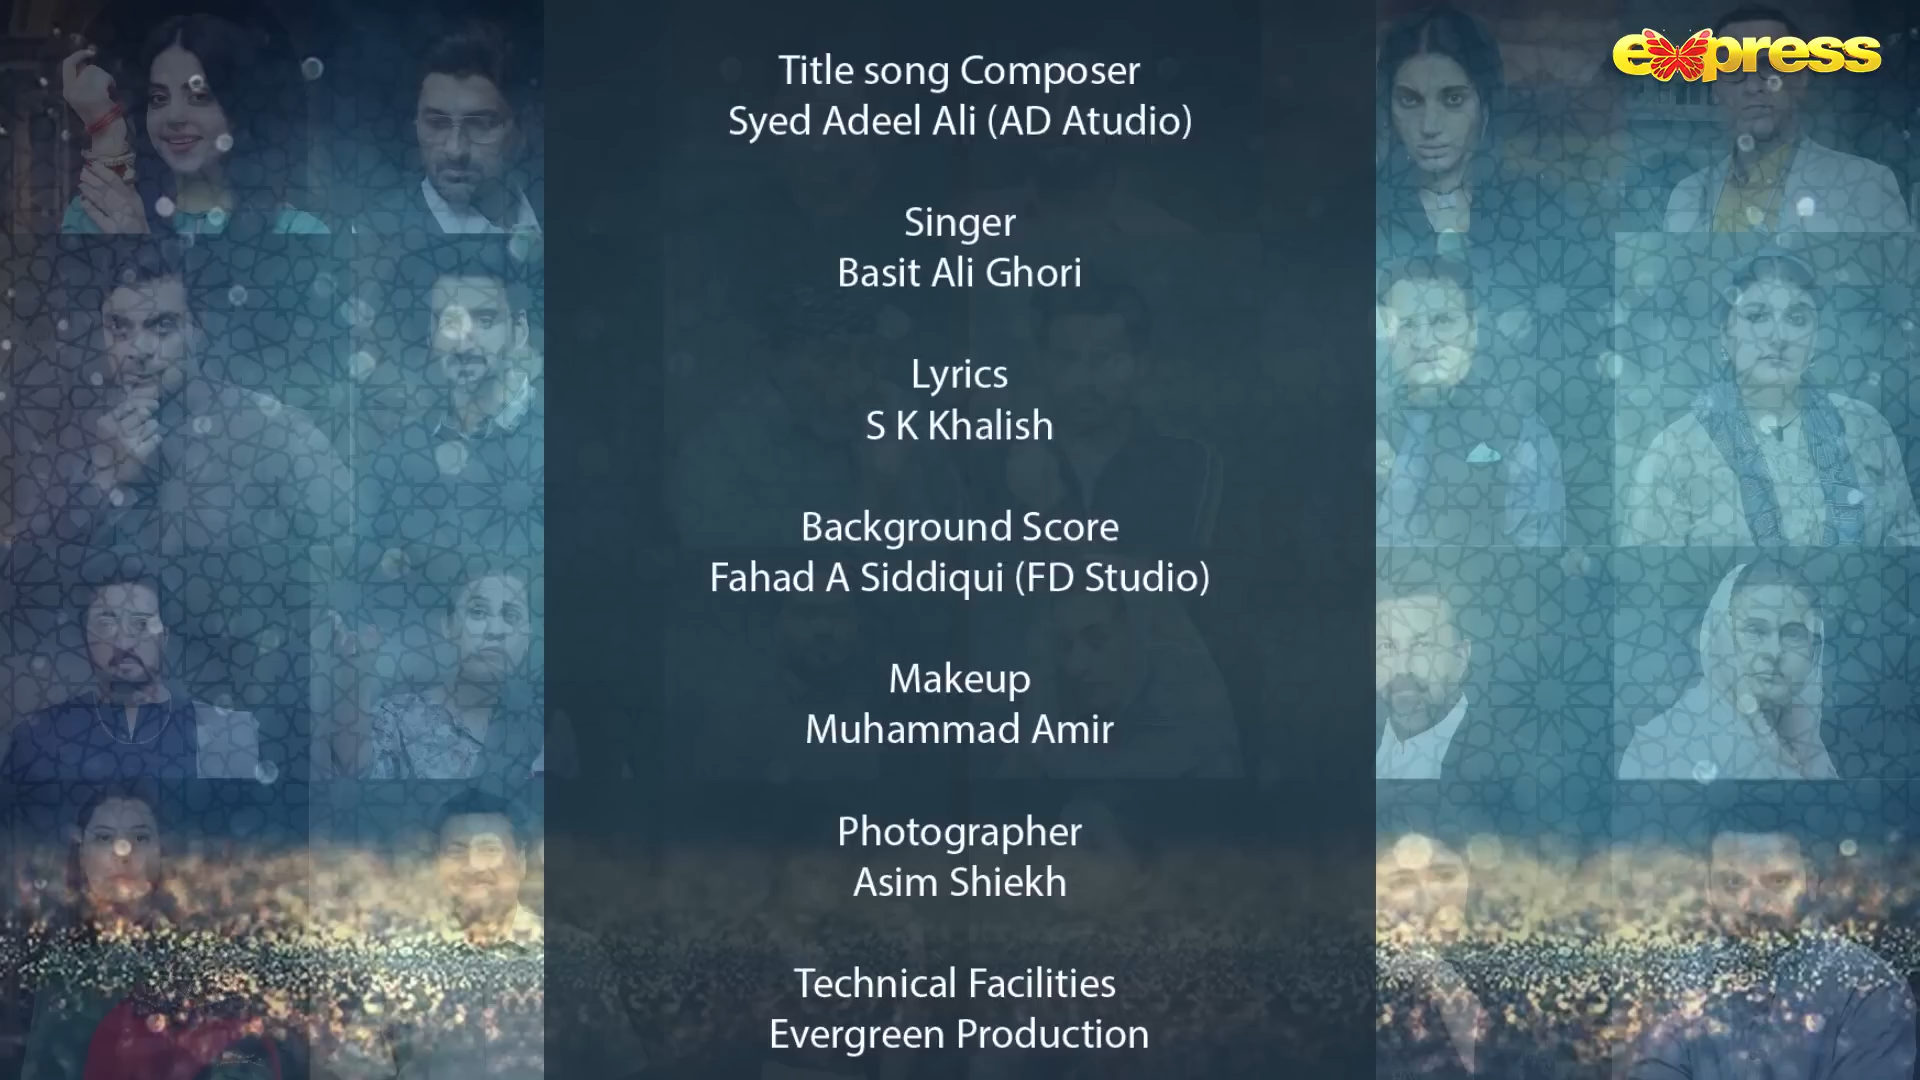 express
Title song Composer
Syed Adeel Ali (AD Atudio)
Singer
Basit Ali Ghori
Lyrics
S K Khalish
Background Score
Fahad A Siddiqui (FD Studio)
Makeup
Muhammad Amir
Photographer
Asim Shiekh
Technical Facilities
Evergreen Production